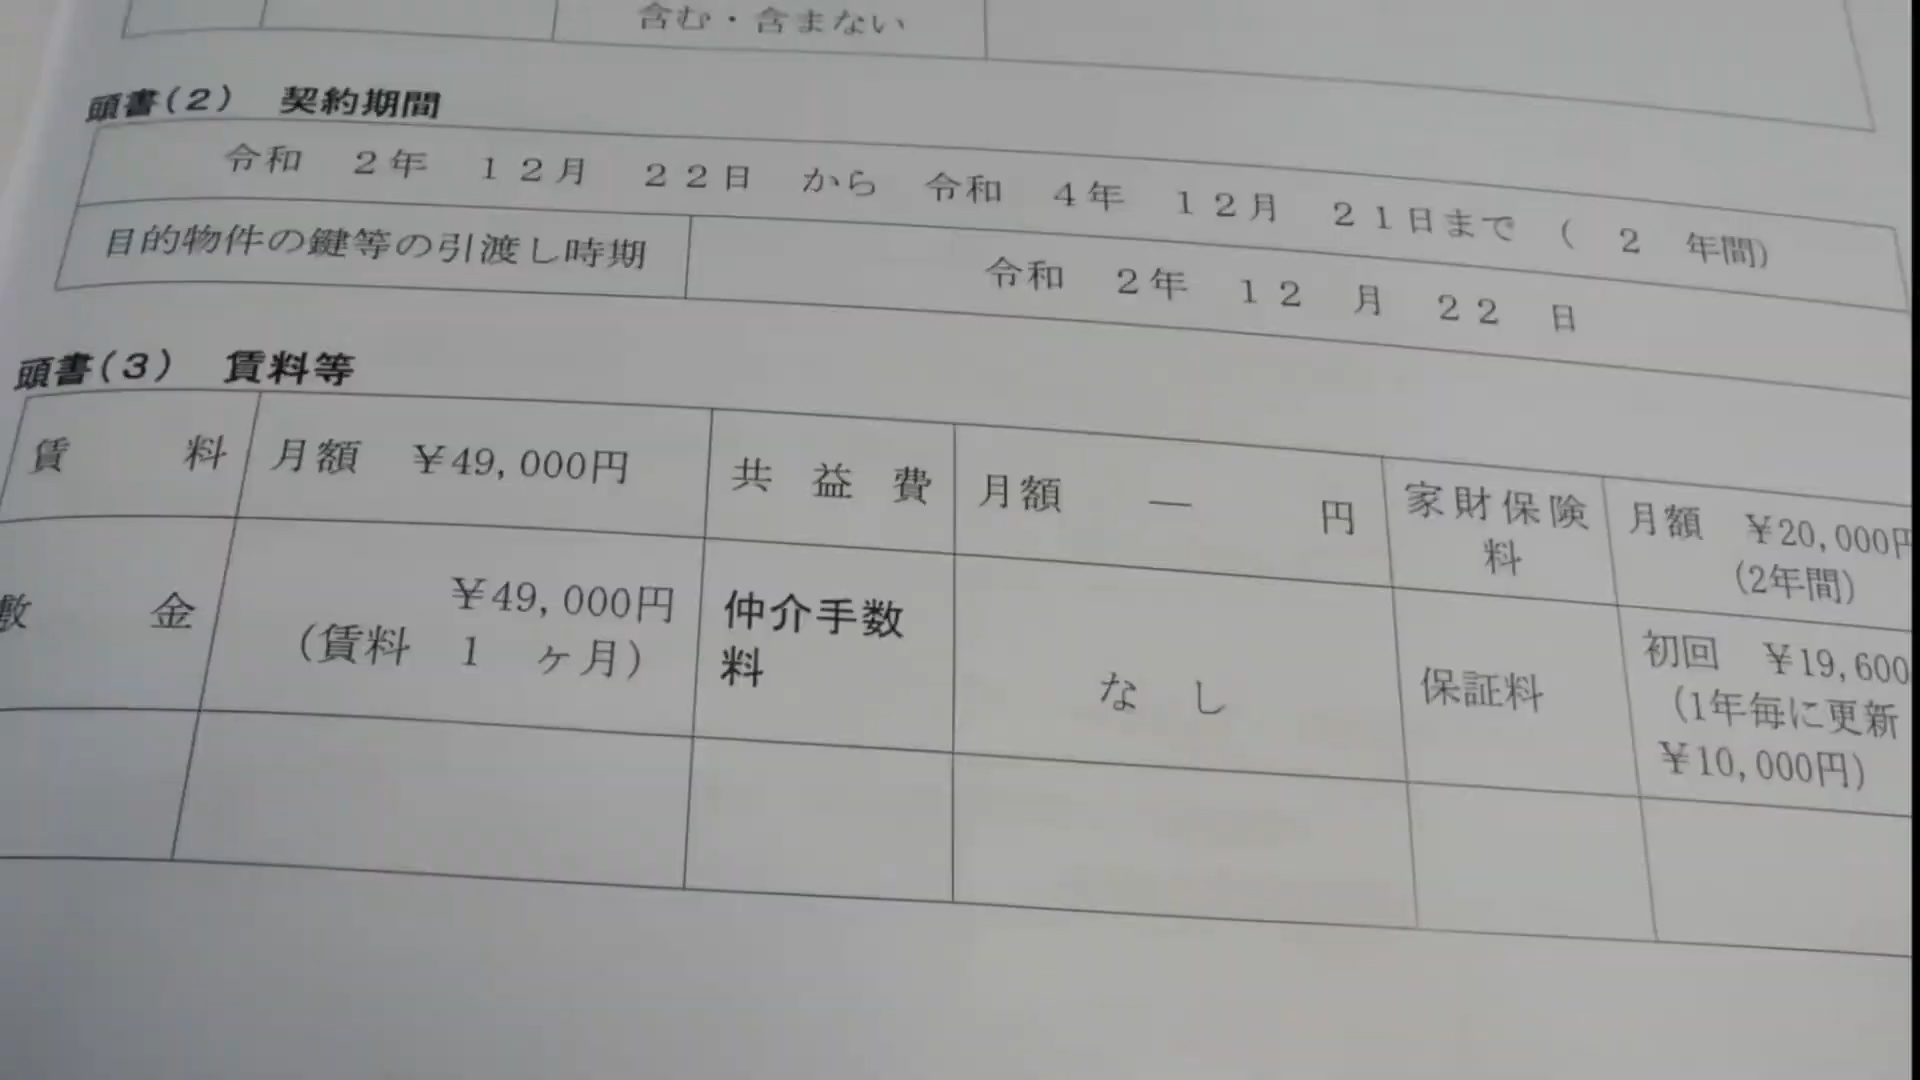 含む・含まない
頭書(2) 契約期間
令和 2年 12月 22日 から 令和 4年 12月 21日まで ( 2 年間)
目的物件の鍵等の引渡し時期 令和 2年 12 月 22 日
頭書(3) 賃料等
賃 料 月額 ¥49,000円 共 益 費 月額 ― 円 家財保険料 月額 ¥20,000円 (2年間)
敷 金 ¥49,000円 (賃料 1 ヶ月) 仲介手数料 な し 保証料 初回 ¥19,600 (1年毎に更新 ¥10,000円)